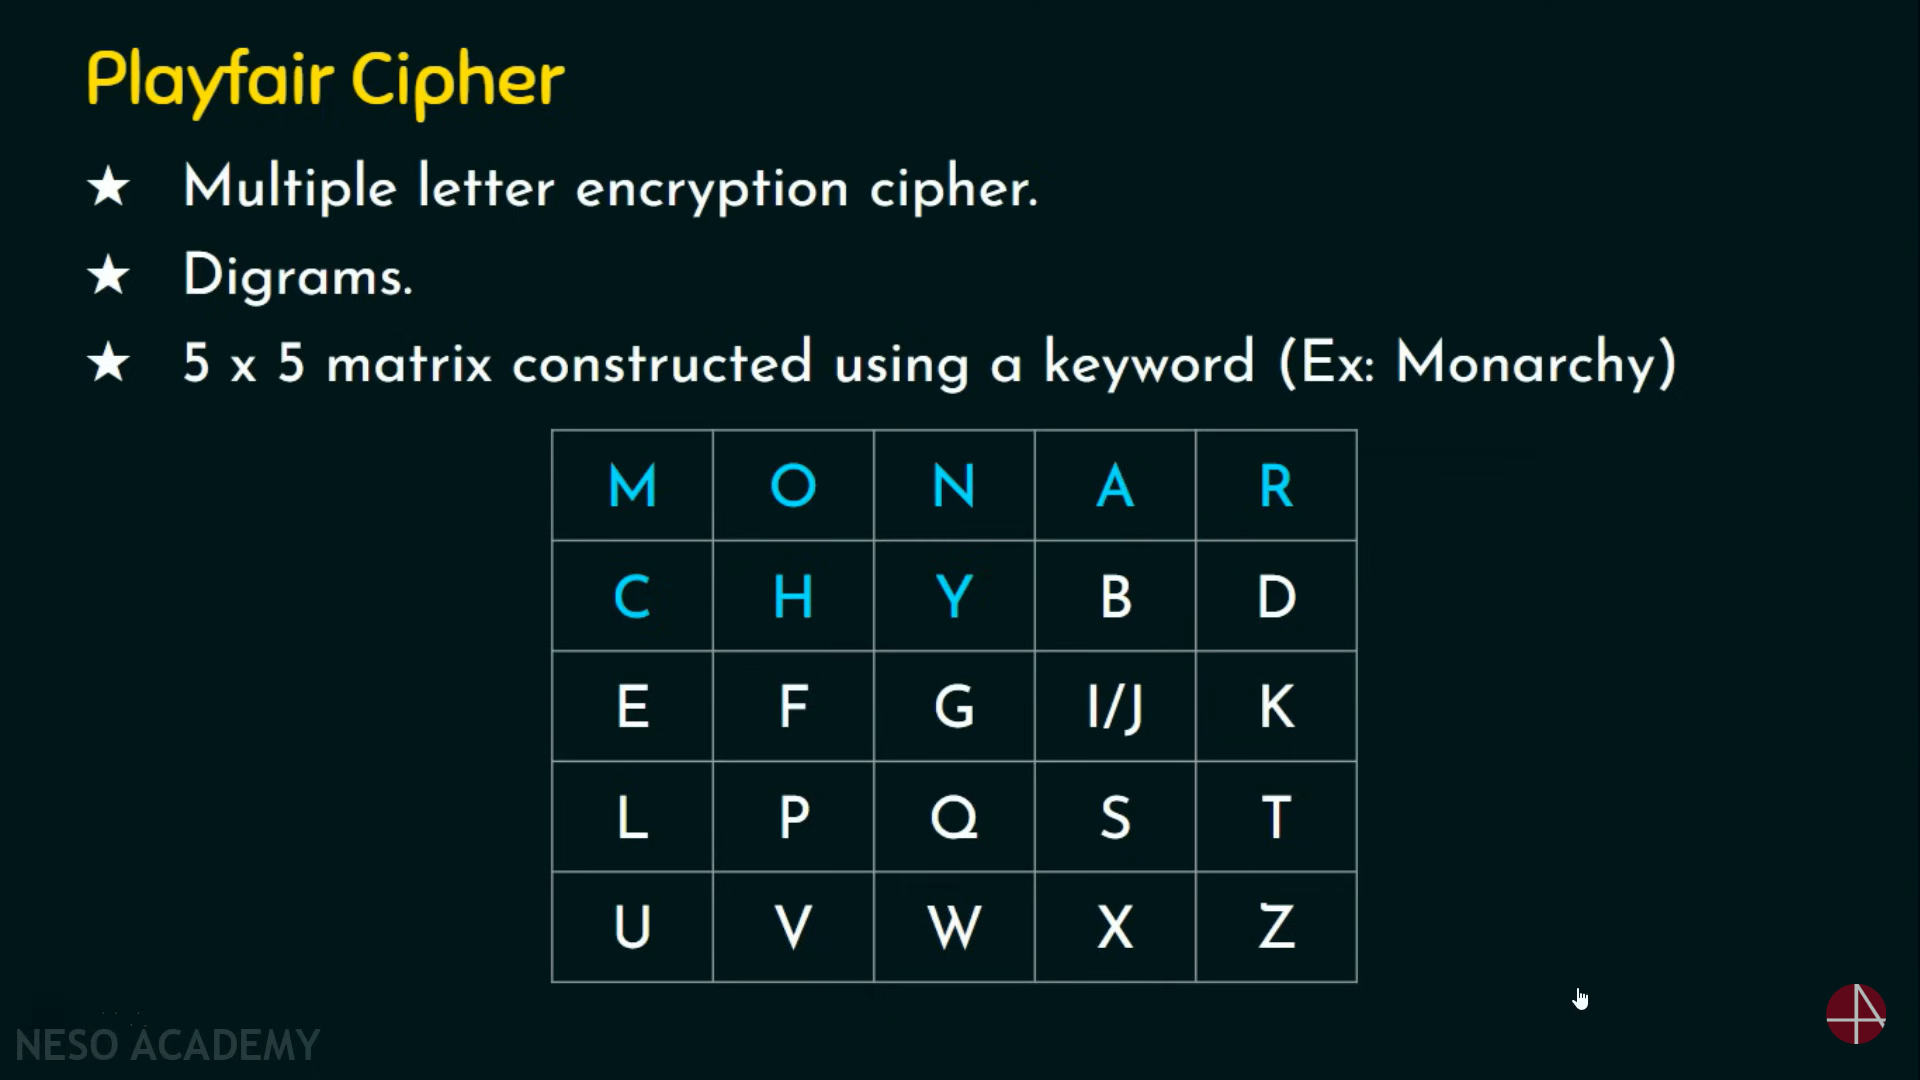 Playfair Cipher
★ Multiple letter encryption cipher.
★ Digrams.
★ 5 x 5 matrix constructed using a keyword (Ex: Monarchy)
M O N A R
C H Y B D
E F G I/J K
L P Q S T
U V W X Z
NESO ACADEMY